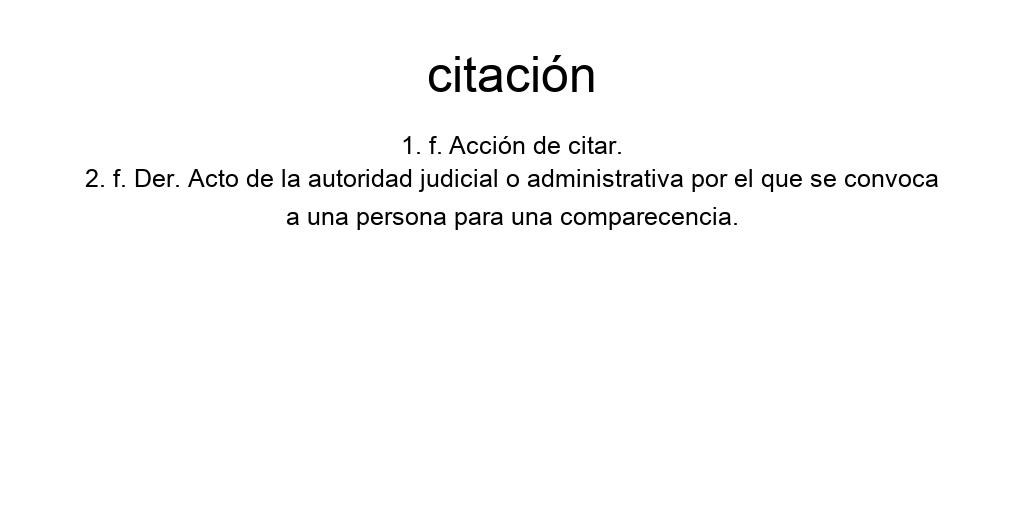 citación
1. f. Acción de citar.
2. f. Der. Acto de la autoridad judicial o administrativa por el que se convoca
a una persona para una comparecencia.